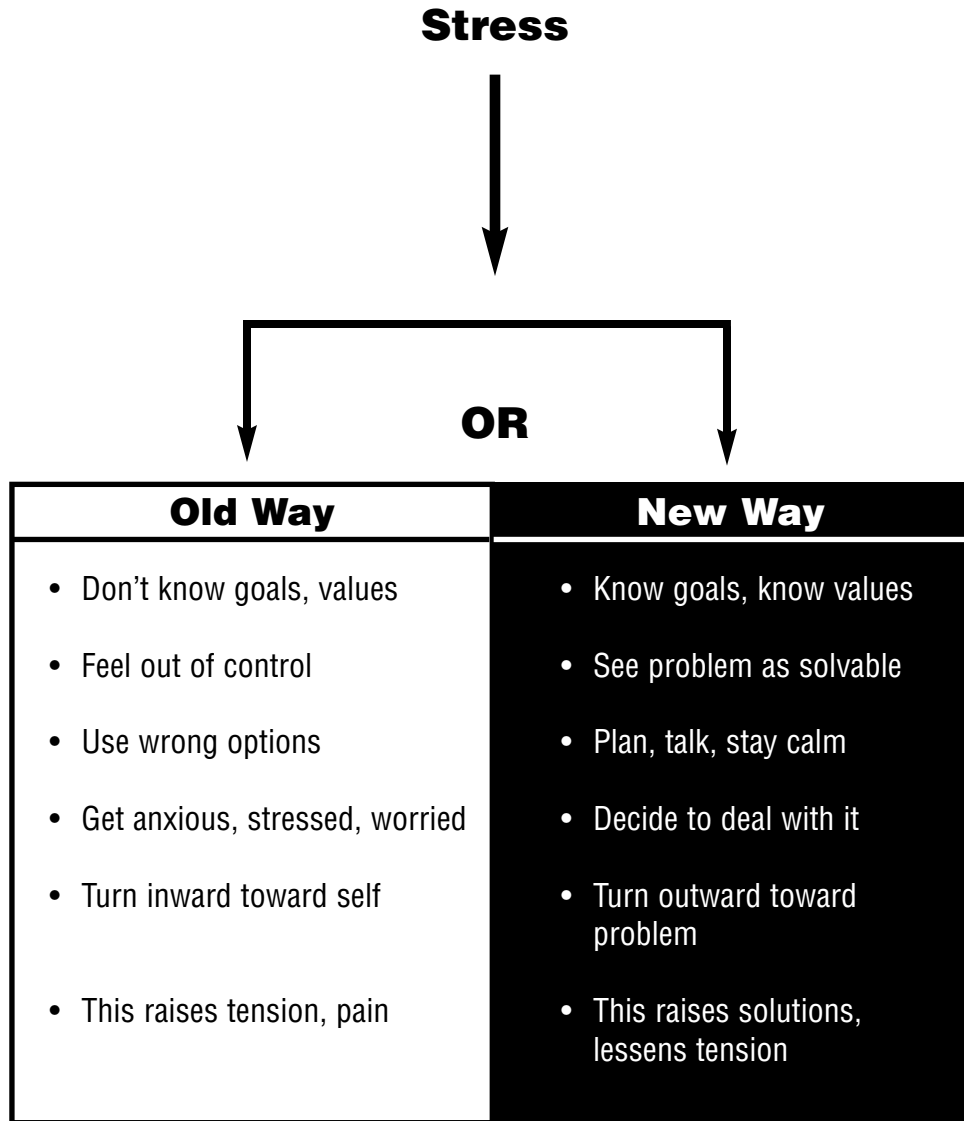 Stress
OR
Old Way
• Don't know goals, values
• Feel out of control
• Use wrong options
• Get anxious, stressed, worried
• Turn inward toward self
• This raises tension, pain
New Way
• Know goals, know values
• See problem as solvable
• Plan, talk, stay calm
• Decide to deal with it
• Turn outward toward
problem
• This raises solutions,
lessens tension